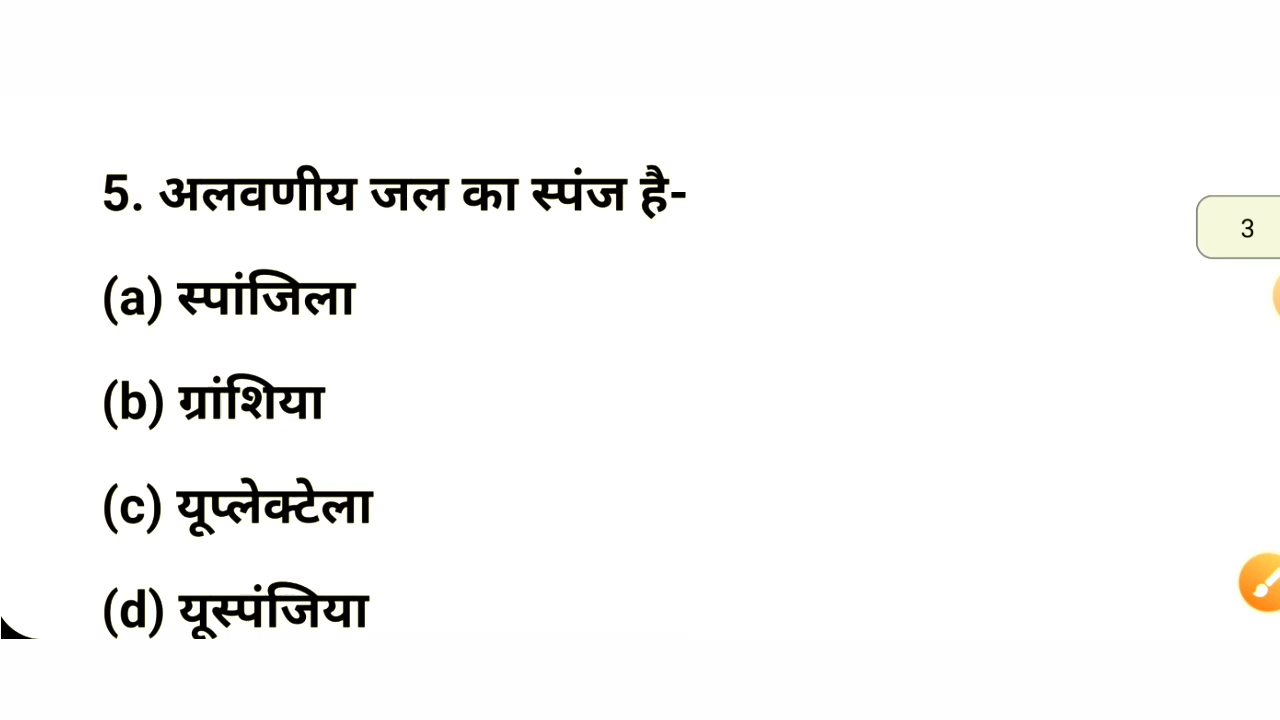 5. अलवणीय जल का स्पंज है-
3
(a) स्पांजिला
(b) ग्रांशिया
(c) यूप्लेक्टेला
(d) यूस्पंजिया